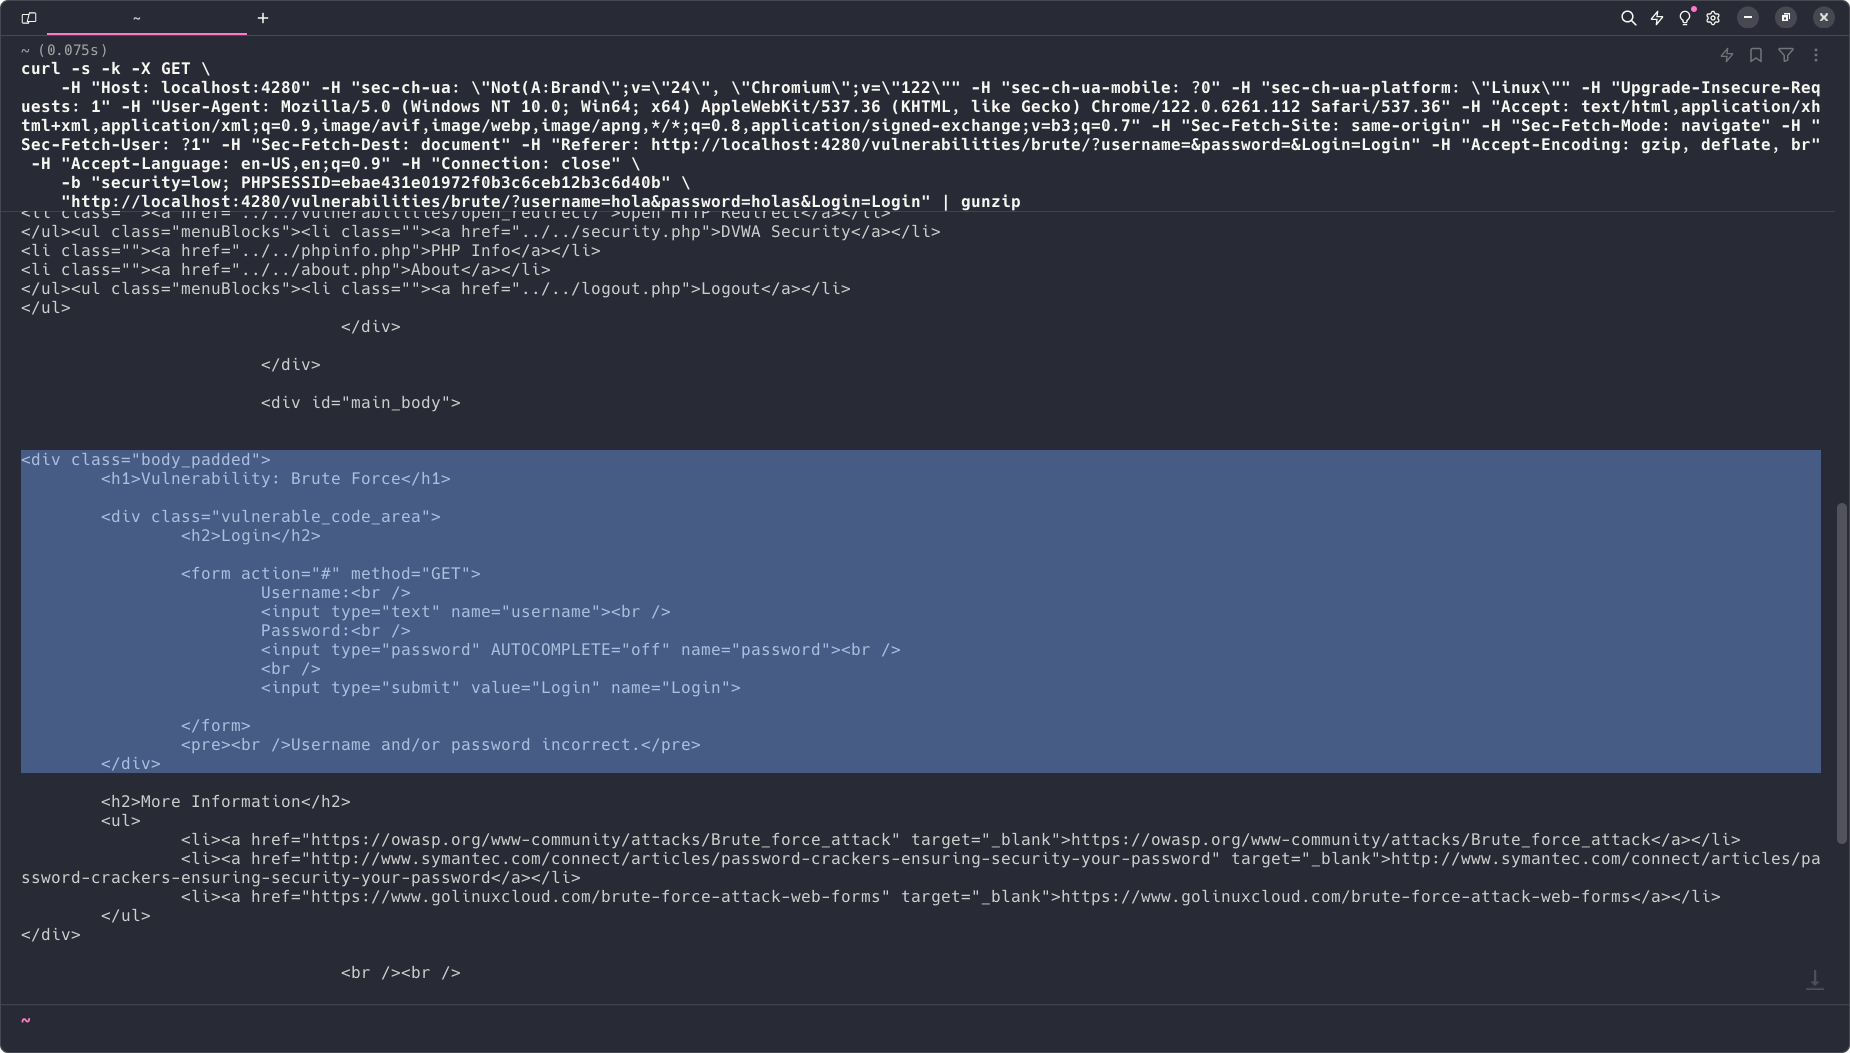 ~
+
~ (0.075s)
curl -s -k -X GET \
    -H "Host: localhost:4280" -H "sec-ch-ua: \"Not(A:Brand\";v=\"24\", \"Chromium\";v=\"122\"" -H "sec-ch-ua-mobile: ?0" -H "sec-ch-ua-platform: \"Linux\"" -H "Upgrade-Insecure-Req
uests: 1" -H "User-Agent: Mozilla/5.0 (Windows NT 10.0; Win64; x64) AppleWebKit/537.36 (KHTML, like Gecko) Chrome/122.0.6261.112 Safari/537.36" -H "Accept: text/html,application/xh
tml+xml,application/xml;q=0.9,image/avif,image/webp,image/apng,*/*;q=0.8,application/signed-exchange;v=b3;q=0.7" -H "Sec-Fetch-Site: same-origin" -H "Sec-Fetch-Mode: navigate" -H "
Sec-Fetch-User: ?1" -H "Sec-Fetch-Dest: document" -H "Referer: http://localhost:4280/vulnerabilities/brute/?username=&password=&Login=Login" -H "Accept-Encoding: gzip, deflate, br"
 -H "Accept-Language: en-US,en;q=0.9" -H "Connection: close" \
    -b "security=low; PHPSESSID=ebae431e01972f0b3c6ceb12b3c6d40b" \
    "http://localhost:4280/vulnerabilities/brute/?username=hola&password=holas&Login=Login" | gunzip
<li class=""><a href="../../vulnerabilities/open_redirect/">Open HTTP Redirect</a></li>
</ul><ul class="menuBlocks"><li class=""><a href="../../security.php">DVWA Security</a></li>
<li class=""><a href="../../phpinfo.php">PHP Info</a></li>
<li class=""><a href="../../about.php">About</a></li>
</ul><ul class="menuBlocks"><li class=""><a href="../../logout.php">Logout</a></li>
</ul>
                                </div>
                        </div>
                        <div id="main_body">
<div class="body_padded">
        <h1>Vulnerability: Brute Force</h1>
        <div class="vulnerable_code_area">
                <h2>Login</h2>
                <form action="#" method="GET">
                        Username:<br />
                        <input type="text" name="username"><br />
                        Password:<br />
                        <input type="password" AUTOCOMPLETE="off" name="password"><br />
                        <br />
                        <input type="submit" value="Login" name="Login">
                </form>
                <pre><br />Username and/or password incorrect.</pre>
        </div>
        <h2>More Information</h2>
        <ul>
                <li><a href="https://owasp.org/www-community/attacks/Brute_force_attack" target="_blank">https://owasp.org/www-community/attacks/Brute_force_attack</a></li>
                <li><a href="http://www.symantec.com/connect/articles/password-crackers-ensuring-security-your-password" target="_blank">http://www.symantec.com/connect/articles/pa
ssword-crackers-ensuring-security-your-password</a></li>
                <li><a href="https://www.golinuxcloud.com/brute-force-attack-web-forms" target="_blank">https://www.golinuxcloud.com/brute-force-attack-web-forms</a></li>
        </ul>
</div>
                                <br /><br />
~